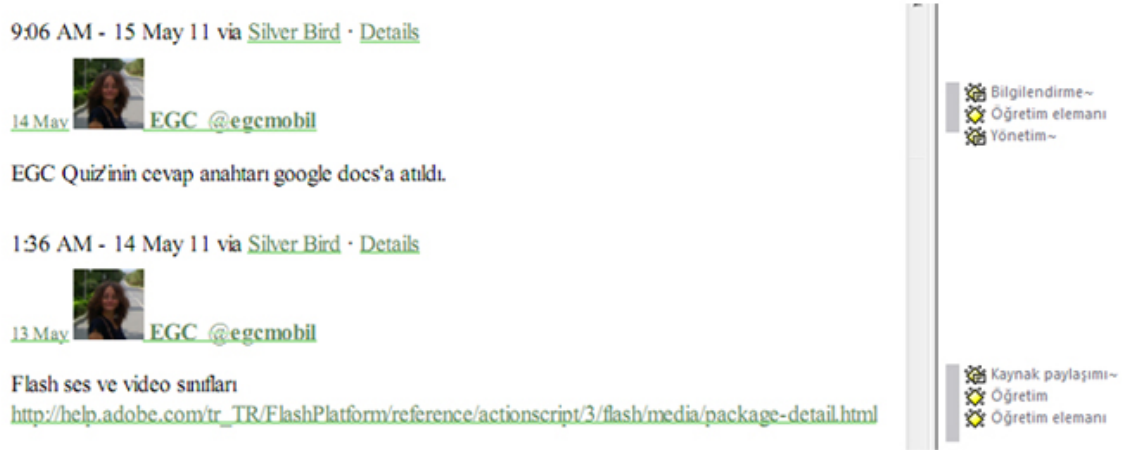 9:06 AM - 15 May 11 via Silver Bird · Details
14 May EGC @egcmobil
EGC Quiz'inin cevap anahtarı google docs'a atıldı.
1:36 AM - 14 May 11 via Silver Bird · Details
13 May EGC @egcmobil
Flash ses ve video sınıfları
http://help.adobe.com/tr_TR/FlashPlatform/reference/actionscript/3/flash/media/package-detail.html
Bilgilendirme~
Öğretim elemanı
Yönetim~
Kaynak paylaşımı~
Öğretim
Öğretim elemanı